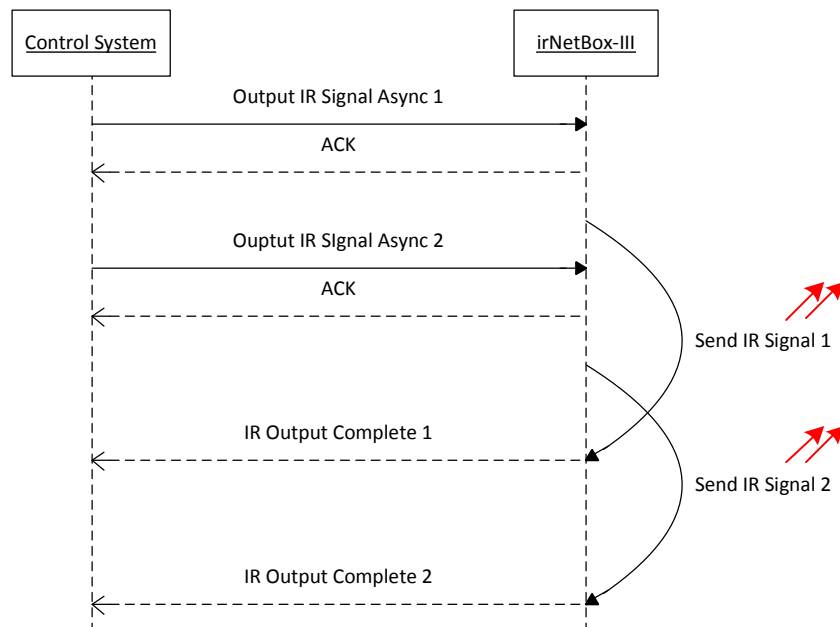 Control System
irNetBox-III
Output IR Signal Async 1
ACK
Ouptut IR SIgnal Async 2
ACK
Send IR Signal 1
IR Output Complete 1
Send IR Signal 2
IR Output Complete 2